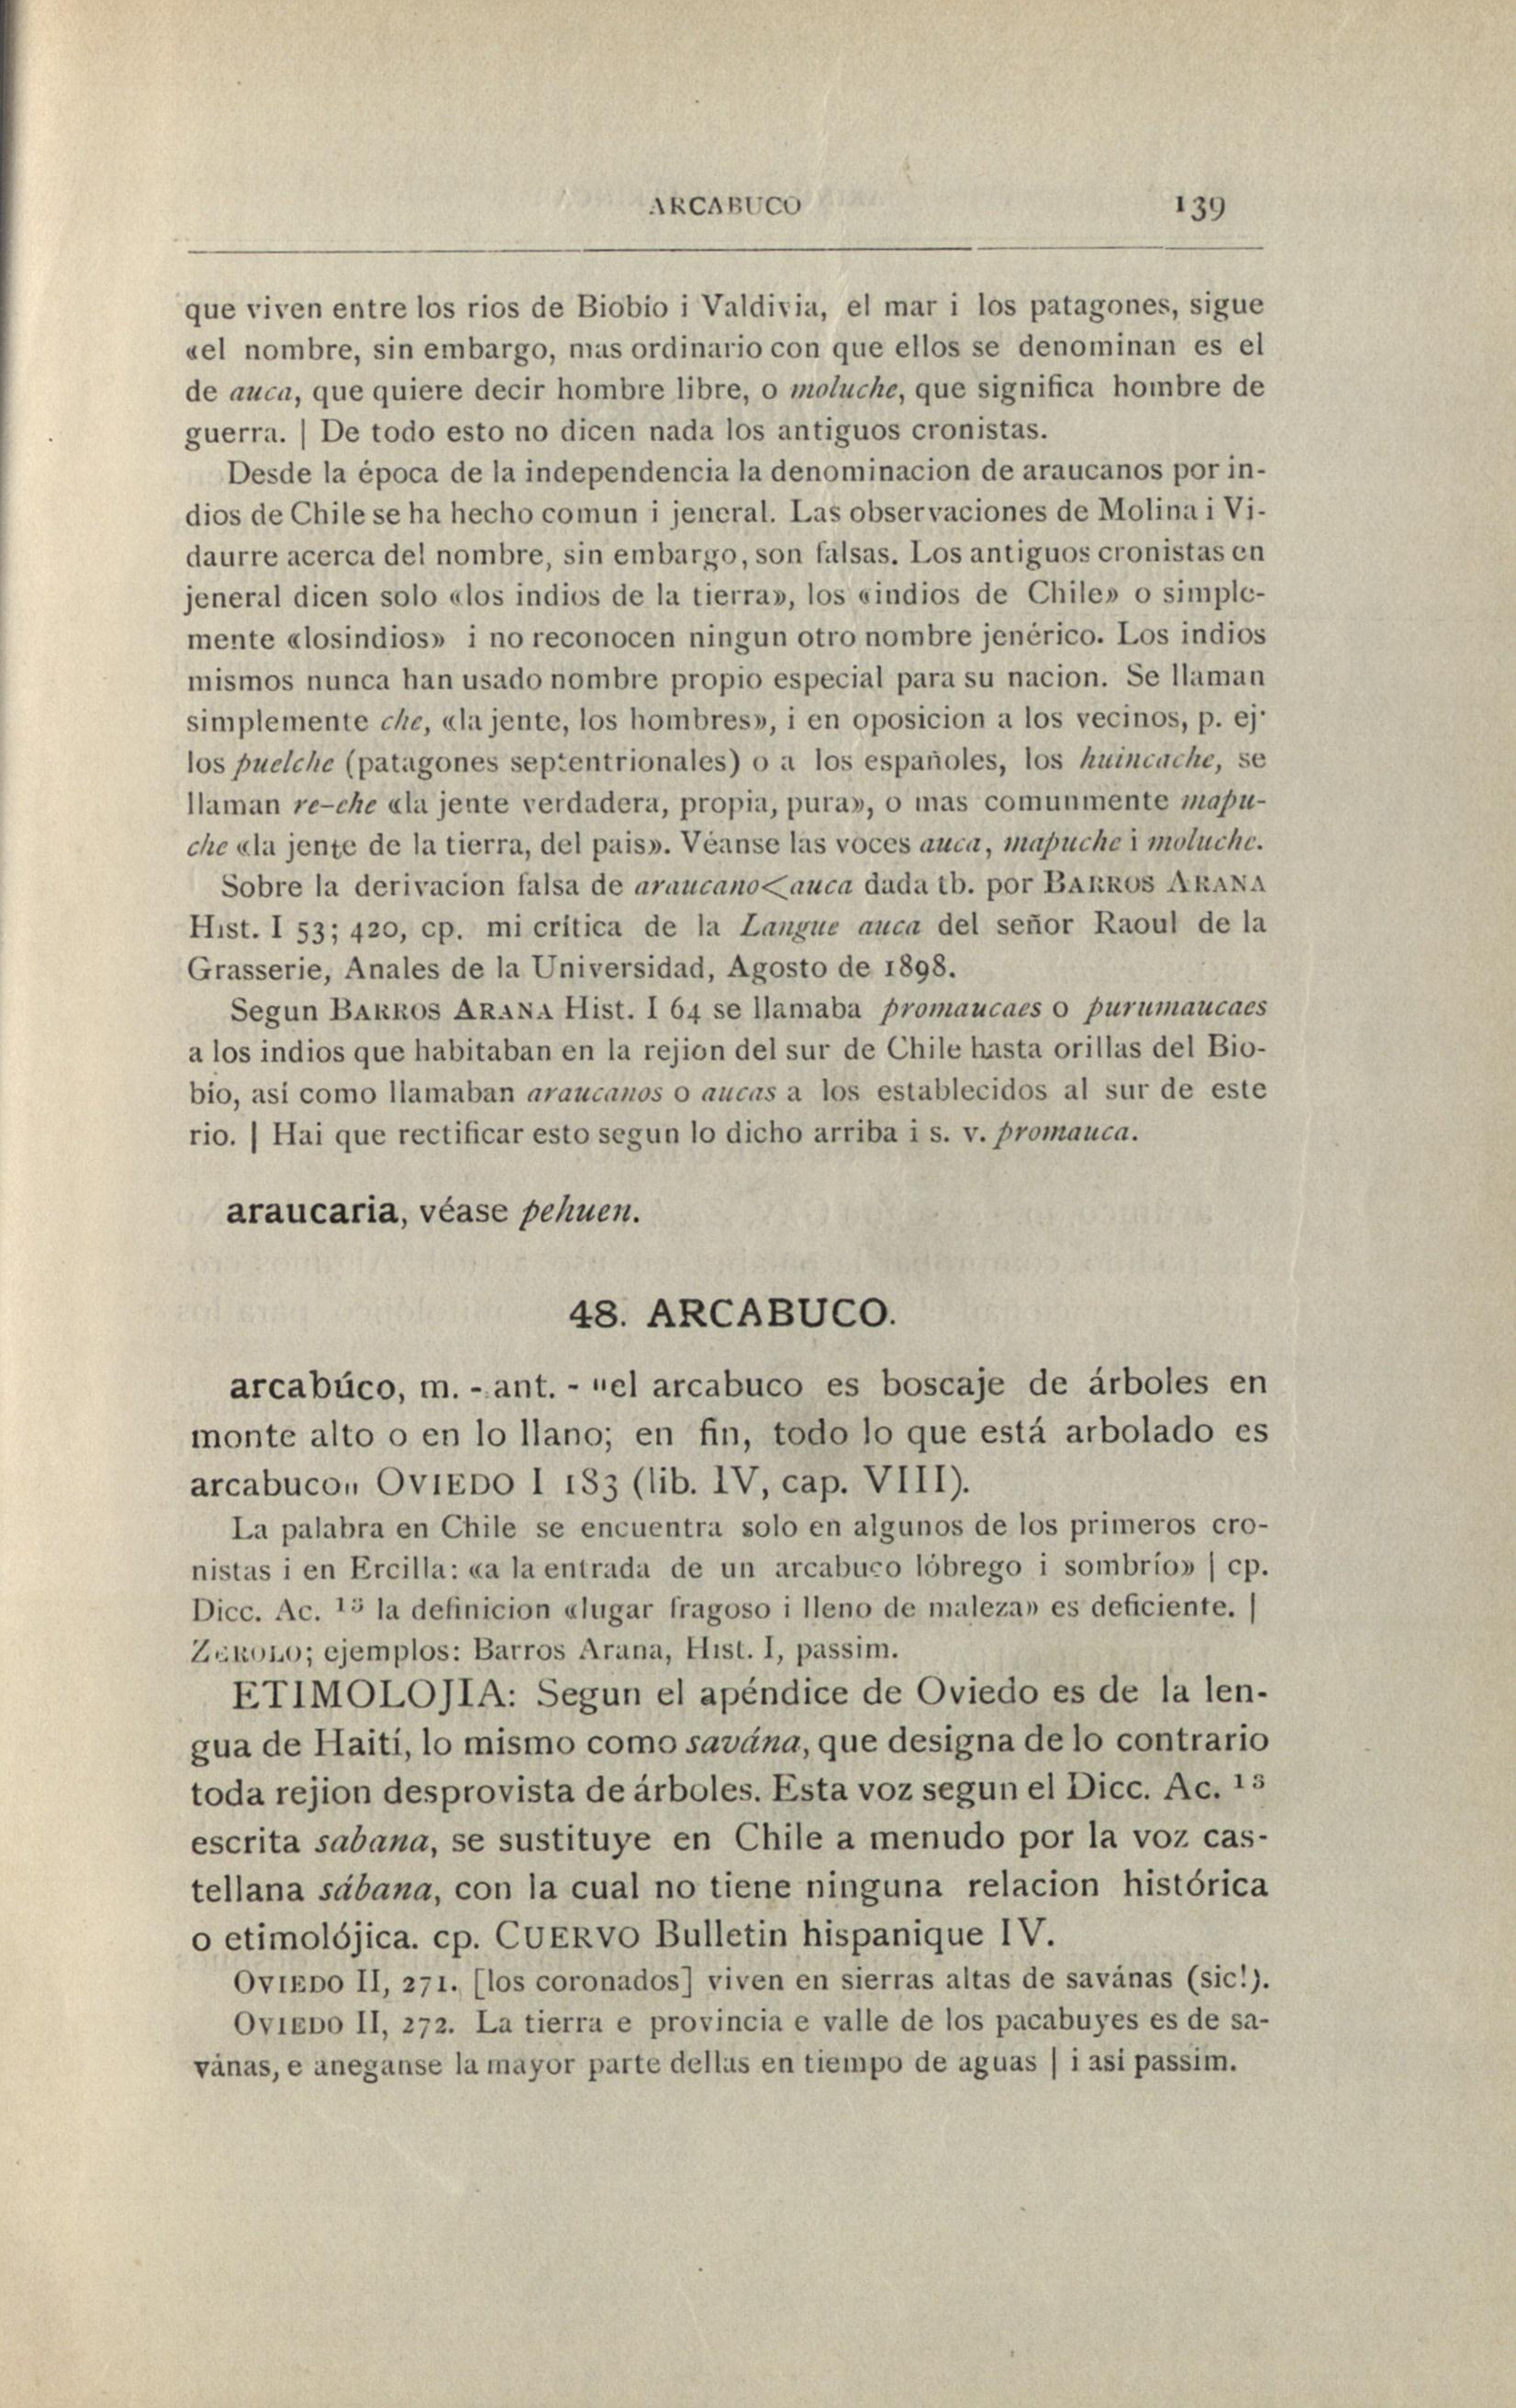 ARCABUCO 139
que viven entre los rios de Biobio i Valdivia, el mar i los patagones, sigue
«el nombre, sin embargo, mas ordinario con que ellos se denominan es el
de auca, que quiere decir hombre libre, o moluche, que significa hombre de
guerra. | De todo esto no dicen nada los antiguos cronistas.
Desde la época de la independencia la denominacion de araucanos por in-
dios de Chile se ha hecho comun i jeneral. Las observaciones de Molina i Vi-
daurre acerca del nombre, sin embargo, son falsas. Los antiguos cronistas en
jeneral dicen solo «los indios de la tierra», los «indios de Chile» o simple-
mente «losindios» i no reconocen ningun otro nombre jenérico. Los indios
mismos nunca han usado nombre propio especial para su nacion. Se llaman
simplemente che, «la jente, los hombres», i en oposicion a los vecinos, p. ej·
los puelche (patagones septentrionales) o a los españoles, los huincache, se
llaman re-che «la jente verdadera, propia, pura», o mas comunmente mapu-
che «la jente de la tierra, del pais». Véanse las voces auca, mapuche i moluche.
Sobre la derivacion falsa de araucano<auca dada tb. por BARROS ARANA
Hist. I 53; 420, cp. mi crítica de la Langue auca del señor Raoul de la
Grasserie, Anales de la Universidad, Agosto de 1898.
Segun BARROS ARANA Hist. I 64 se llamaba promaucaes o purumaucaes
a los indios que habitaban en la rejion del sur de Chile hasta orillas del Bio-
bio, así como llamaban araucanos o aucas a los establecidos al sur de este
rio. | Hai que rectificar esto segun lo dicho arriba i s. v. promauca.
araucaria, véase pehuen.
48. ARCABUCO.
arcabúco, m. - ant. - "el arcabuco es boscaje de árboles en
monte alto o en lo llano; en fin, todo lo que está arbolado es
arcabuco„ OVIEDO I 183 (lib. IV, cap. VIII).
La palabra en Chile se encuentra solo en algunos de los primeros cro-
nistas i en Ercilla: «a la entrada de un arcabuco lóbrego i sombrío» | cp.
Dicc. Ac. 13 la definicion «lugar fragoso i lleno de maleza» es deficiente. |
ZEROLO; ejemplos: Barros Arana, Hist. I, passim.
ETIMOLOJIA: Segun el apéndice de Oviedo es de la len-
gua de Haití, lo mismo como savána, que designa de lo contrario
toda rejion desprovista de árboles. Esta voz segun el Dicc. Ac. 13
escrita sabana, se sustituye en Chile a menudo por la voz cas-
tellana sábana, con la cual no tiene ninguna relacion histórica
o etimolójica. cp. CUERVO Bulletin hispanique IV.
OVIEDO II, 271. [los coronados] viven en sierras altas de savánas (sic!).
OVIEDO II, 272. La tierra e provincia e valle de los pacabuyes es de sa-
vánas, e aneganse la mayor parte dellas en tiempo de aguas | i asi passim.